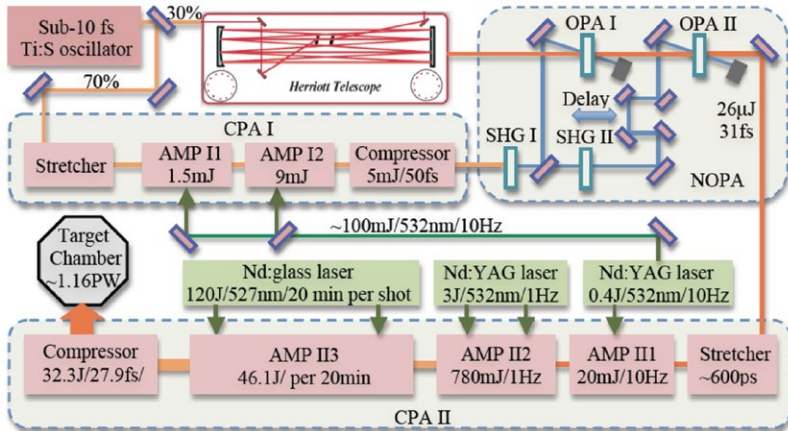 Sub-10 fs
Ti:S oscillator
30%
70%
Herriott Telescope
OPA I
OPA II
Delay
26μJ
31fs
SHG I
SHG II
NOPA
CPA I
Stretcher
AMP I1
1.5mJ
AMP I2
9mJ
Compressor
5mJ/50fs
~100mJ/532nm/10Hz
Target
Chamber
~1.16PW
Nd:glass laser
120J/527nm/20 min per shot
Nd:YAG laser
3J/532nm/1Hz
Nd:YAG laser
0.4J/532nm/10Hz
Compressor
32.3J/27.9fs/
AMP II3
46.1J/ per 20min
AMP II2
780mJ/1Hz
AMP II1
20mJ/10Hz
Stretcher
~600ps
CPA II